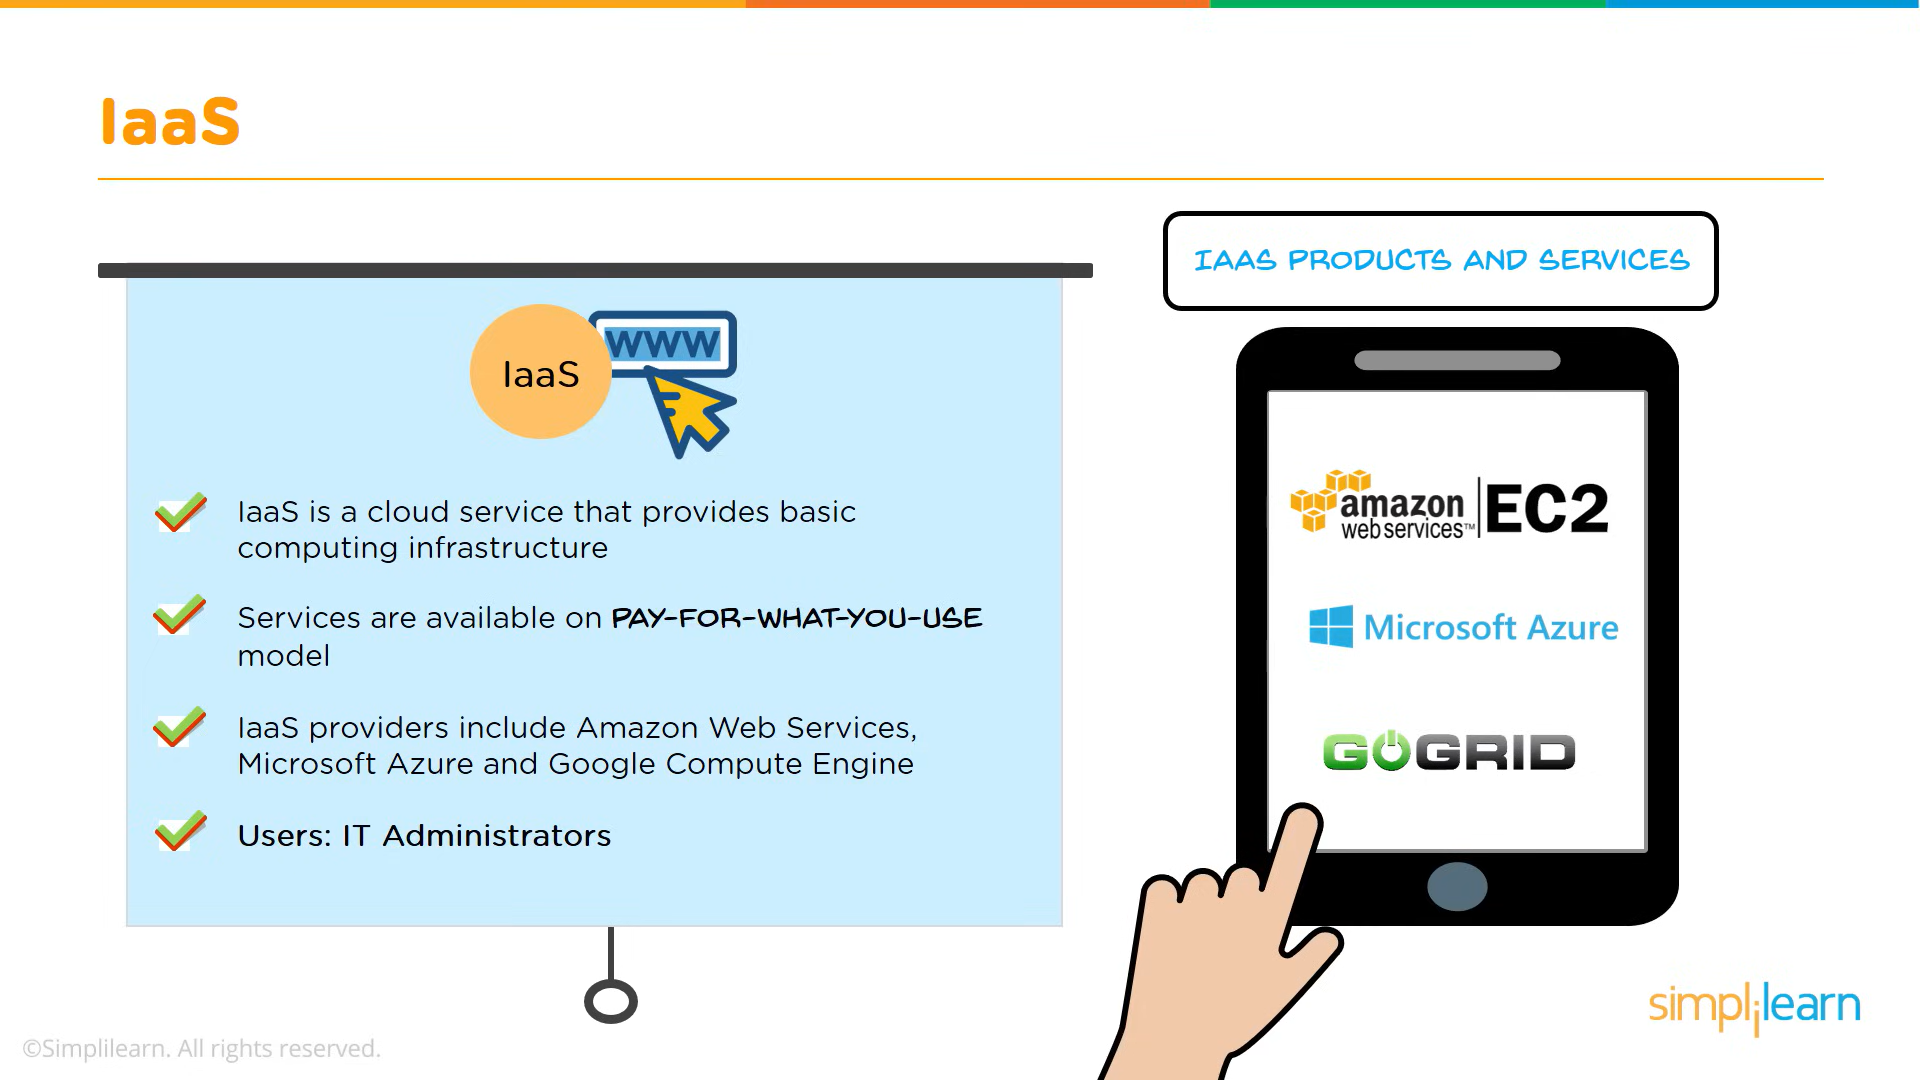 IaaS
IAAS PRODUCTS AND SERVICES
IaaS
WWW
IaaS is a cloud service that provides basic
computing infrastructure
Services are available on PAY-FOR-WHAT-YOU-USE
model
IaaS providers include Amazon Web Services,
Microsoft Azure and Google Compute Engine
Users: IT Administrators
amazon
web services™
EC2
Microsoft Azure
GOGRID
simplilearn
©Simplilearn. All rights reserved.